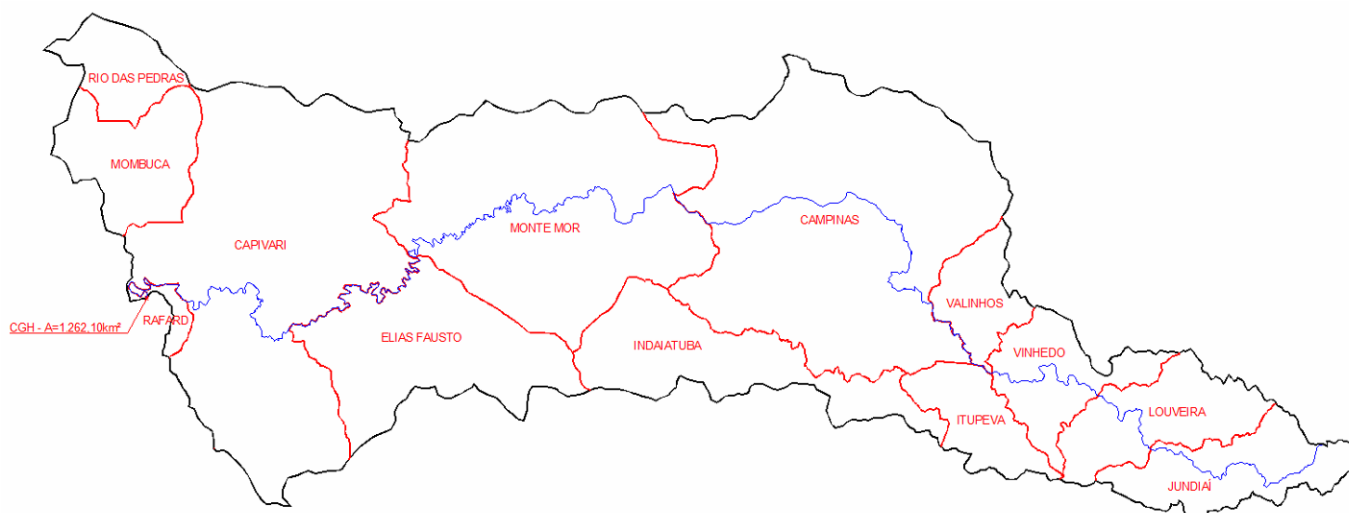 RIO DAS PEDRAS
MOMBUCA
CAPIVARI
MONTE MOR
CAMPINAS
RAFARD
CGH - A=1.262,10km²
ELIAS FAUSTO
INDAIATUBA
VALINHOS
VINHEDO
ITUPEVA
LOUVEIRA
JUNDIAÍ